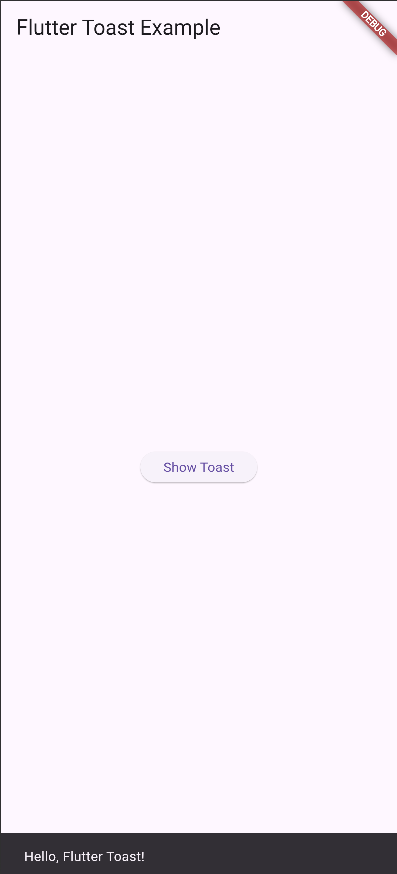 Flutter Toast Example
DEBUG
Show Toast
Hello, Flutter Toast!